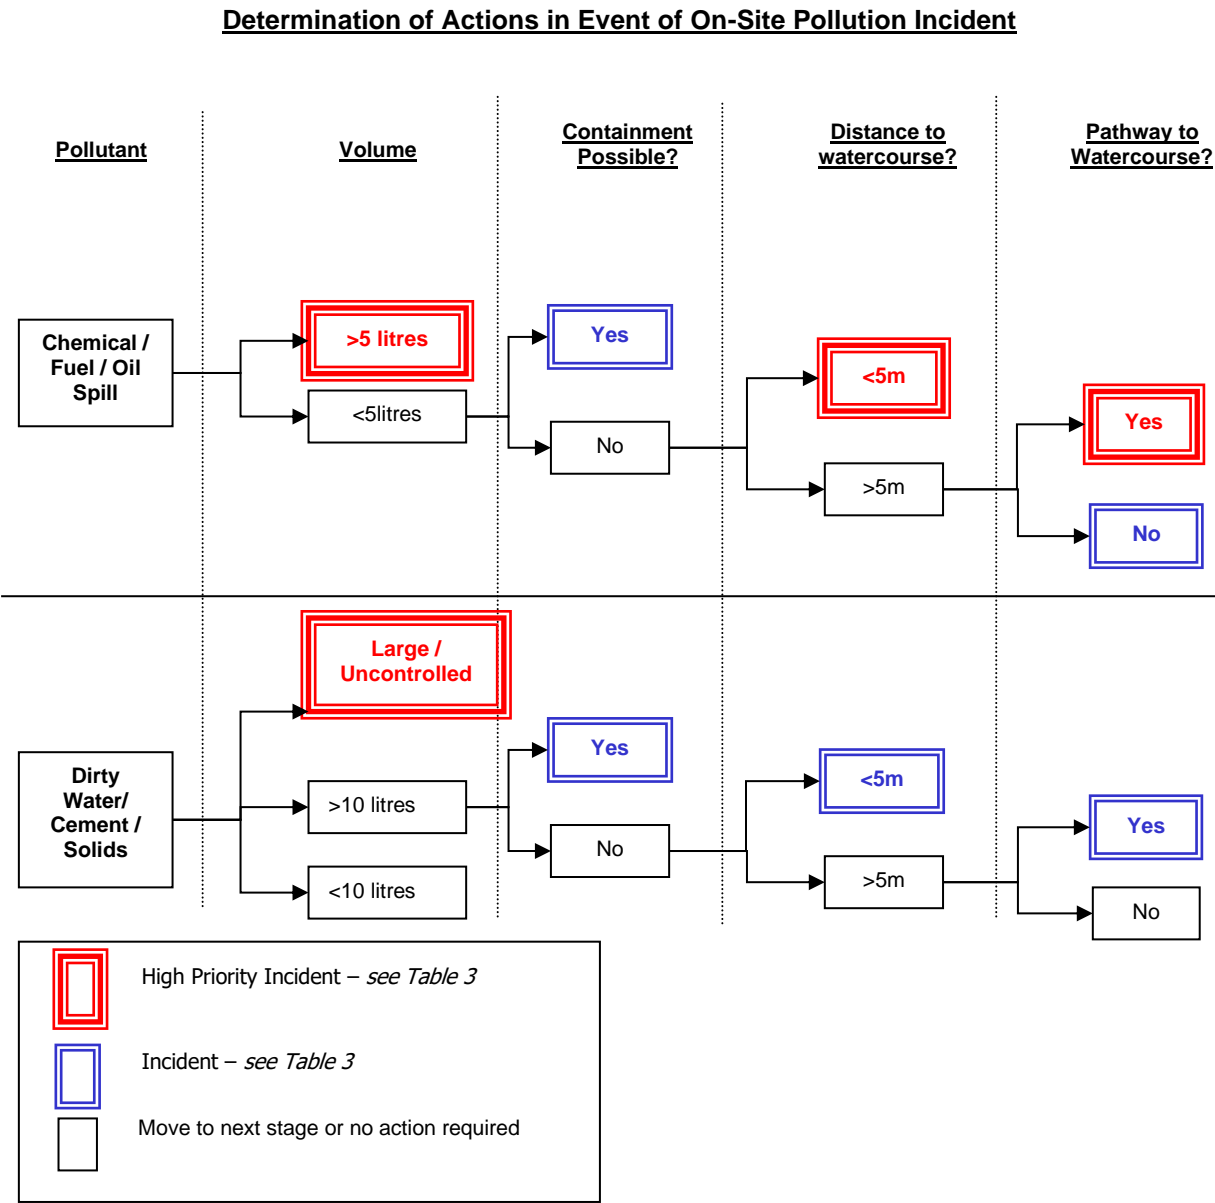 Determination of Actions in Event of On-Site Pollution Incident
Pollutant
Volume
Containment
Possible?
Distance to
watercourse?
Pathway to
Watercourse?
Chemical /
Fuel / Oil
Spill
>5 litres
<5litres
Yes
No
<5m
>5m
Yes
No
Dirty
Water/
Cement /
Solids
Large /
Uncontrolled
>10 litres
<10 litres
Yes
No
<5m
>5m
Yes
No
High Priority Incident – see Table 3
Incident – see Table 3
Move to next stage or no action required